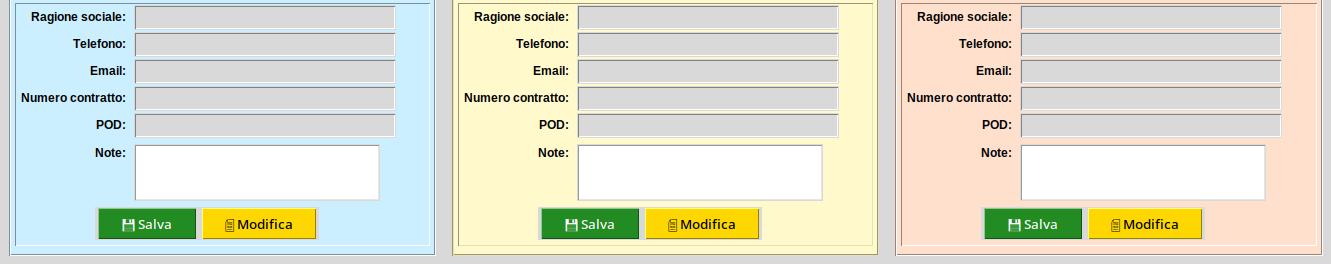 Ragione sociale: Ragione sociale: Ragione sociale:
Telefono: Telefono: Telefono:
Email: Email: Email:
Numero contratto: Numero contratto: Numero contratto:
POD: POD: POD:
Note: Note: Note:
Salva Modifica Salva Modifica Salva Modifica